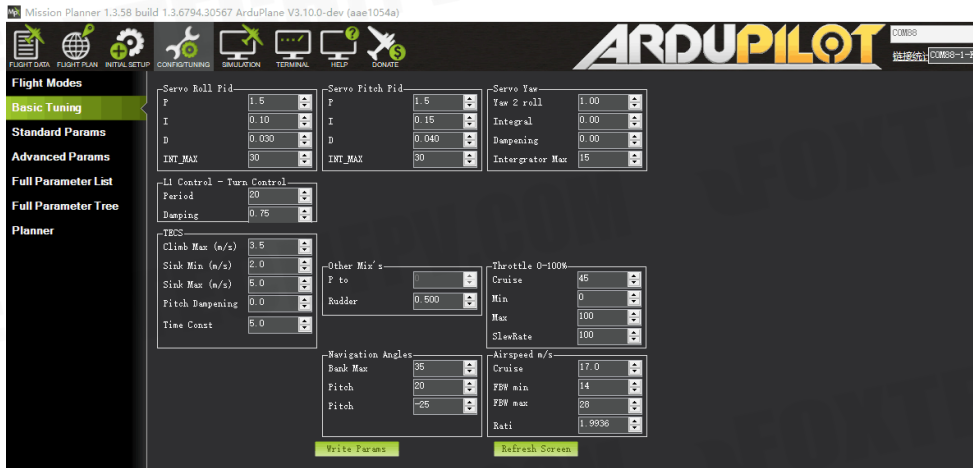 Mission Planner 1.3.58 build 1.3.6794.30567 ArduPlane V3.10.0-dev (aae1054a)
FLIGHT DATA FLIGHT PLAN INITIAL SETUP CONFIG/TUNING SIMULATION TERMINAL HELP DONATE
ARDUPILOT
COM88
链接统计 COM88-1-
Flight Modes
Basic Tuning
Standard Params
Advanced Params
Full Parameter List
Full Parameter Tree
Planner
Servo Roll Pid
P 1.5
I 0.10
D 0.030
INT_MAX 30
Servo Pitch Pid
P 1.5
I 0.15
D 0.040
INT_MAX 30
Servo Yaw
Yaw 2 roll 1.00
Integral 0.00
Dampening 0.00
Intergrator Max 15
L1 Control - Turn Control
Period 20
Damping 0.75
TECS
Climb Max (m/s) 3.5
Sink Min (m/s) 2.0
Sink Max (m/s) 5.0
Pitch Dampening 0.0
Time Const 5.0
Other Mix's
P to
Rudder 0.500
Throttle 0-100%
Cruise 45
Min 0
Max 100
SlewRate 100
Navigation Angles
Bank Max 35
Pitch 20
Pitch -25
Airspeed m/s
Cruise 17.0
FBW min 14
FBW max 28
Rati 1.9936
Write Params
Refresh Screen